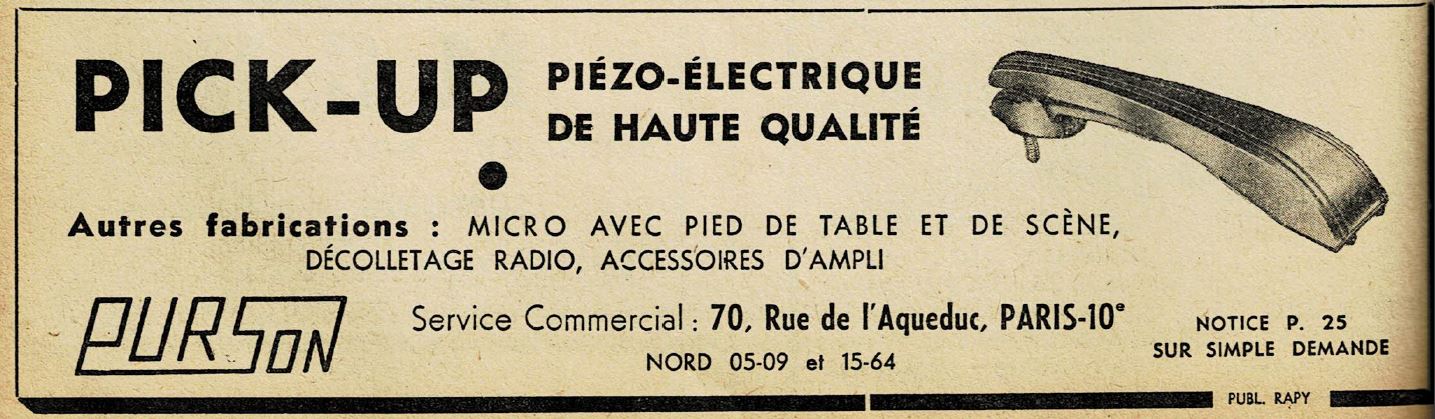 PICK-UP PIÉZO-ÉLECTRIQUE
DE HAUTE QUALITÉ
Autres fabrications : MICRO AVEC PIED DE TABLE ET DE SCÈNE,
DÉCOLLETAGE RADIO, ACCESSOIRES D'AMPLI
PURSON
Service Commercial : 70, Rue de l'Aqueduc, PARIS-10e
NORD 05-09 et 15-64
NOTICE P. 25
SUR SIMPLE DEMANDE
PUBL. RAPY